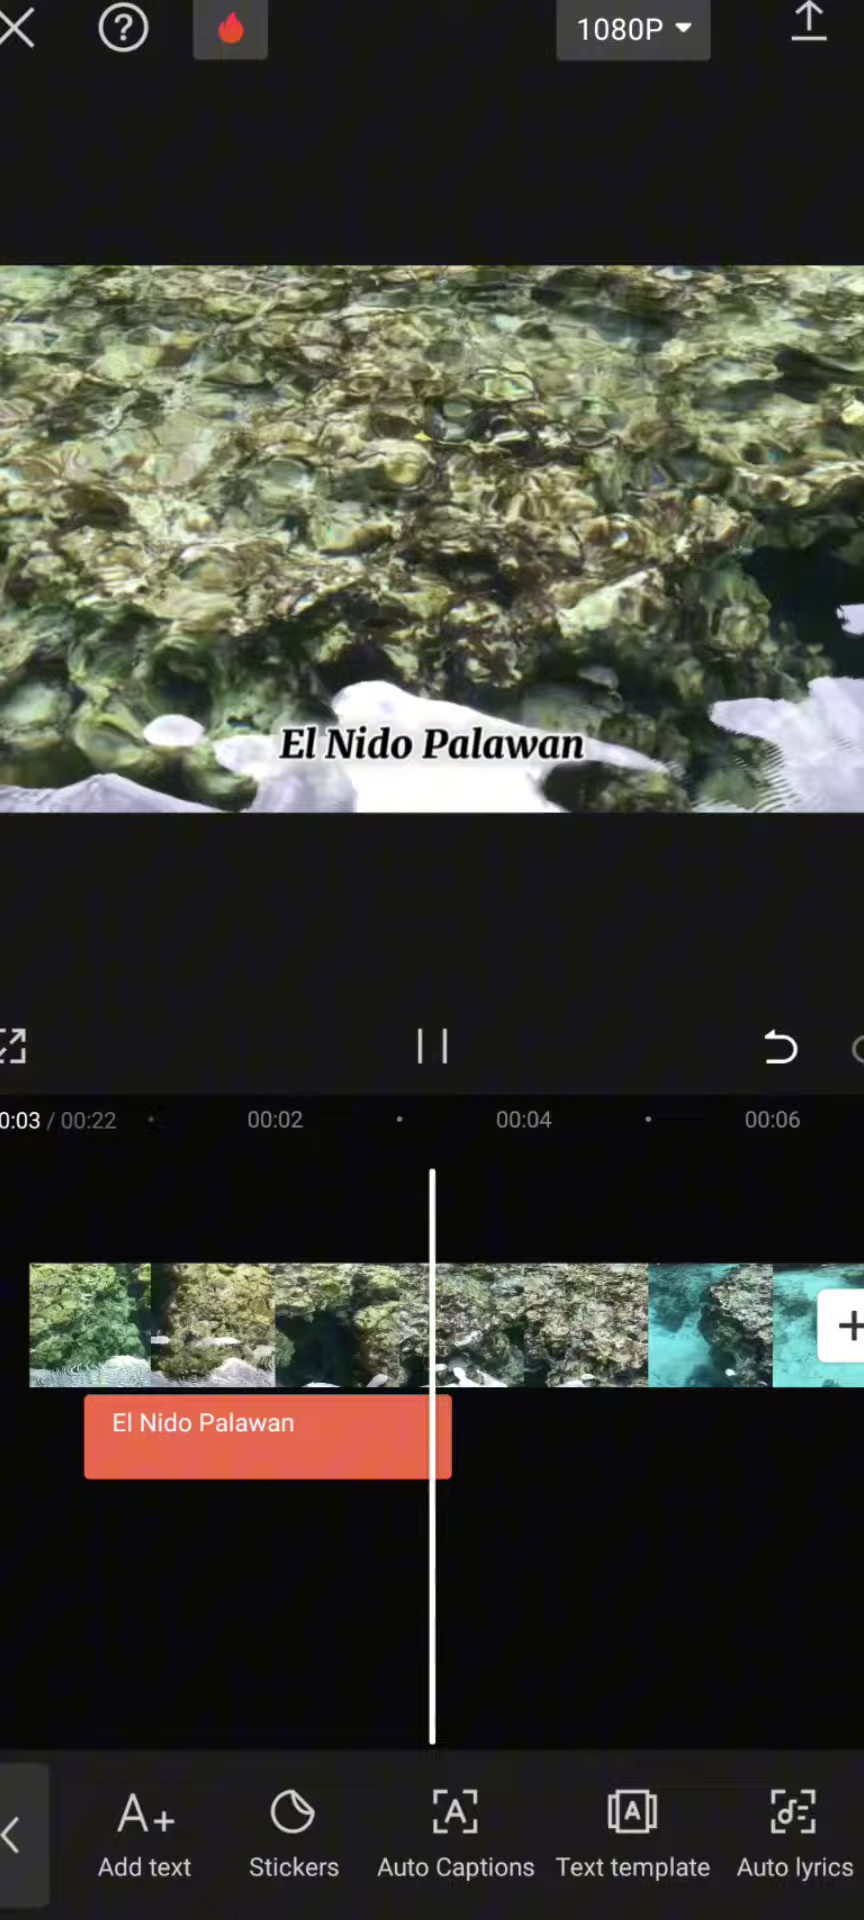 1080P
El Nido Palawan
0:03 / 00:22
00:02
00:04
00:06
El Nido Palawan
Add text
Stickers
Auto Captions
Text template
Auto lyrics